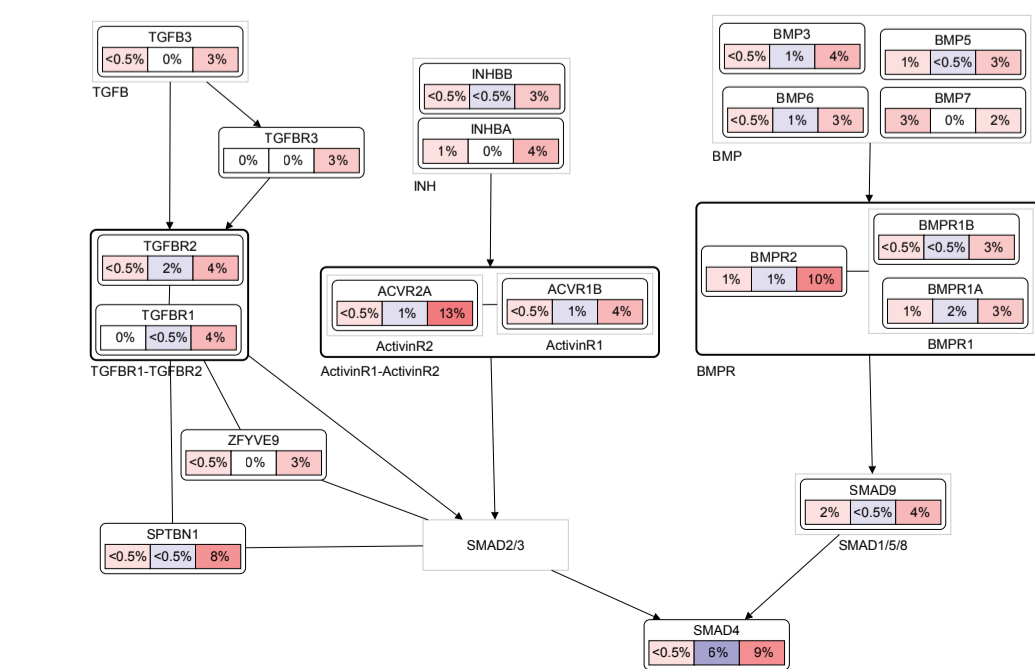 TGFB3
<0.5% 0% 3%
TGFB
TGFBR3
0% 0% 3%
TGFBR2
<0.5% 2% 4%
TGFBR1
0% <0.5% 4%
TGFBR1-TGFBR2
ZFYVE9
<0.5% 0% 3%
SPTBN1
<0.5% <0.5% 8%
INHBB
<0.5% <0.5% 3%
INHBA
1% 0% 4%
INH
ACVR2A
<0.5% 1% 13%
ActivinR2
ACVR1B
<0.5% 1% 4%
ActivinR1
ActivinR1-ActivinR2
SMAD2/3
BMP3
<0.5% 1% 4%
BMP5
1% <0.5% 3%
BMP6
<0.5% 1% 3%
BMP7
3% 0% 2%
BMP
BMPR2
1% 1% 10%
BMPR1B
<0.5% <0.5% 3%
BMPR1A
1% 2% 3%
BMPR1
BMPR
SMAD9
2% <0.5% 4%
SMAD1/5/8
SMAD4
<0.5% 6% 9%